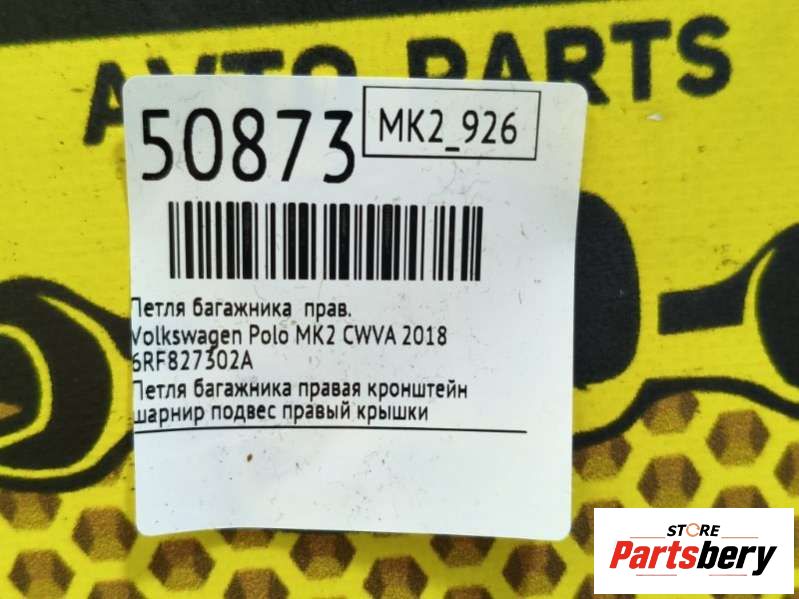 AVTO PARTS
50873
MK2_926
Петля багажника прав.
Volkswagen Polo MK2 CWVA 2018
6RF827302A
Петля багажника правая кронштейн
шарнир подвес правый крышки
STORE
Partsbery